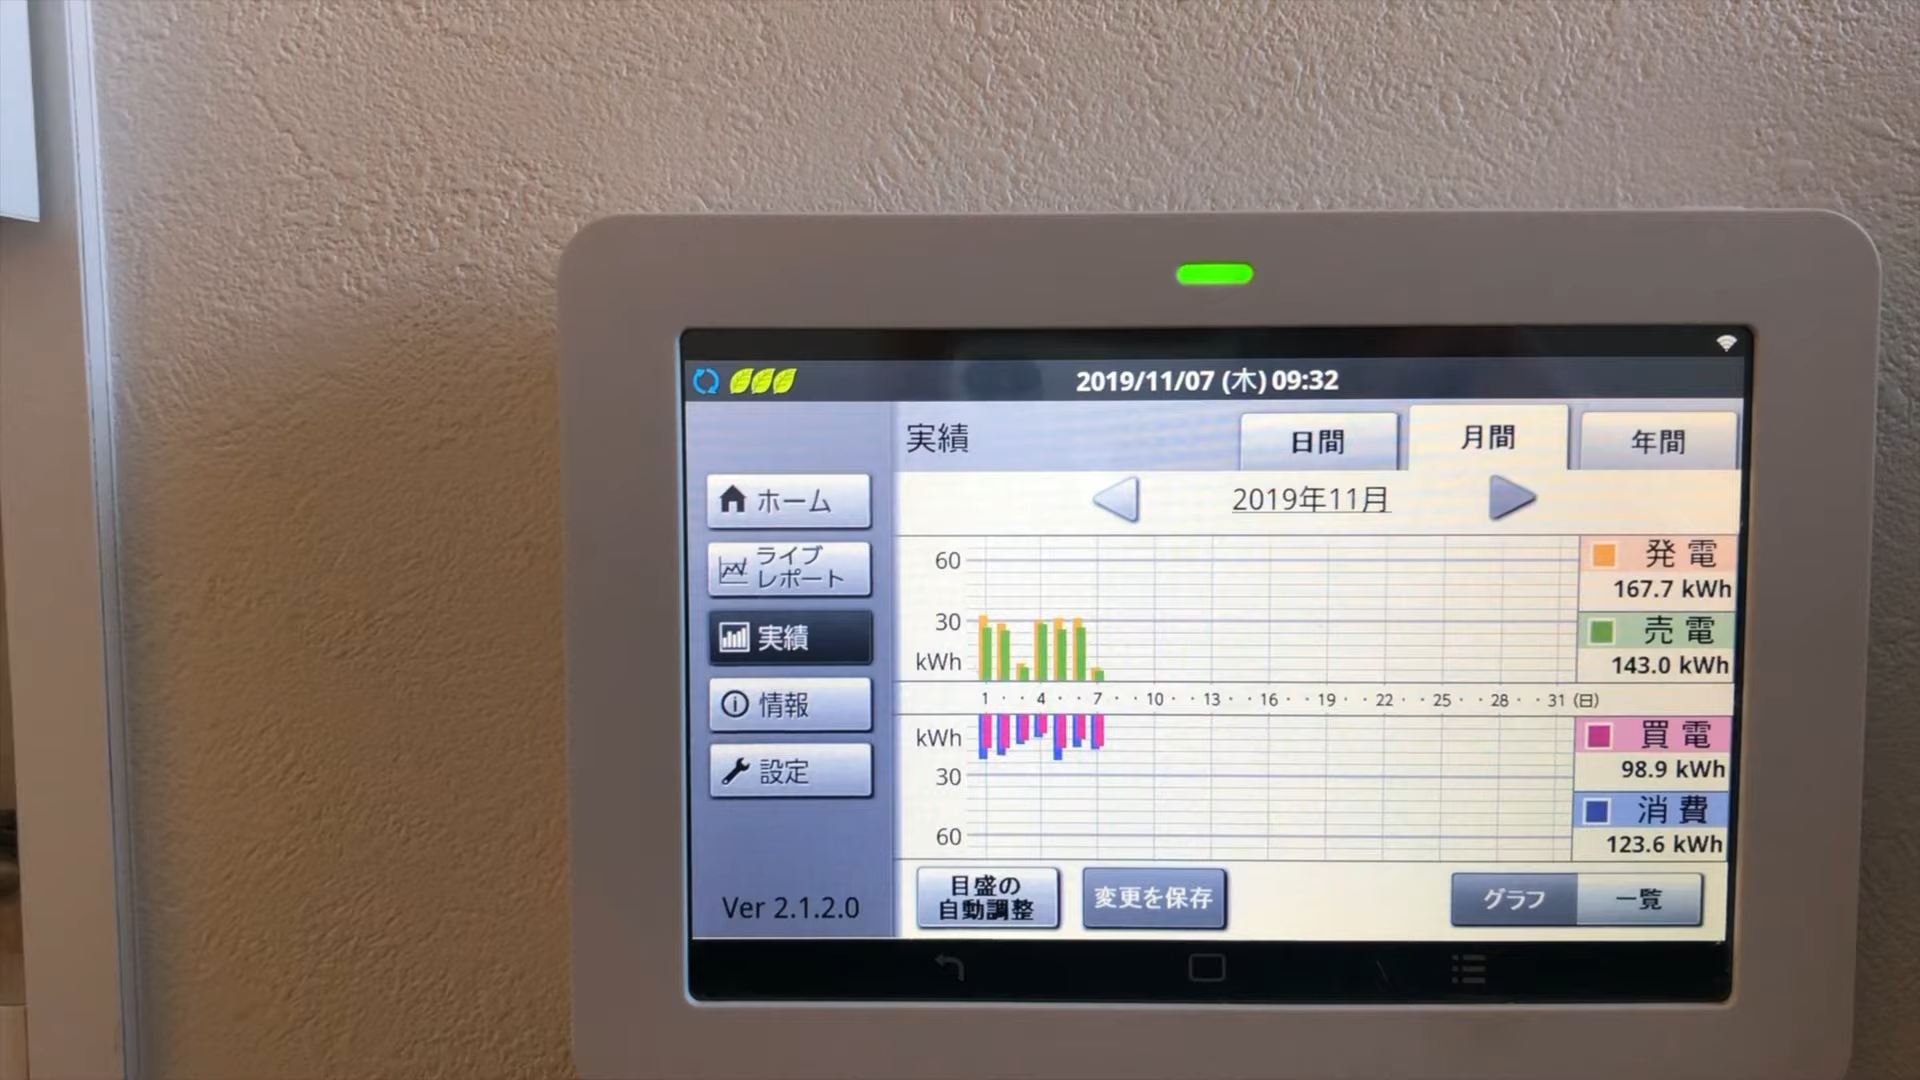 2019/11/07 (木) 09:32
実績
日間
月間
年間
ホーム
ライブ
レポート
実績
情報
設定
Ver 2.1.2.0
2019年11月
60
30
kWh
1 · · 4 · · 7 · · 10 · · 13 · · 16 · · 19 · · 22 · · 25 · · 28 · · 31 (日)
kWh
30
60
発電
167.7 kWh
売電
143.0 kWh
買電
98.9 kWh
消費
123.6 kWh
目盛の
自動調整
変更を保存
グラフ
一覧